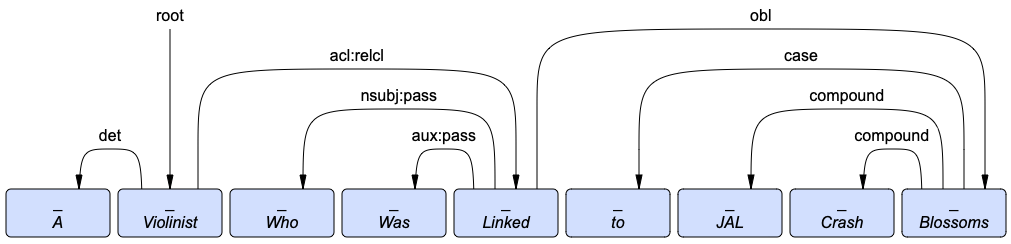 root
obl
acl:relcl
case
nsubj:pass
compound
det
aux:pass
compound
_ _ _ _ _ _ _ _ _
A Violinist Who Was Linked to JAL Crash Blossoms